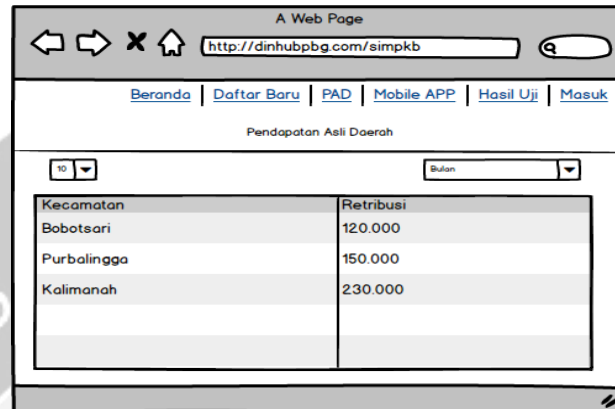 A Web Page
http://dinhubpbg.com/simpkb
Beranda | Daftar Baru | PAD | Mobile APP | Hasil Uji | Masuk
Pendapatan Asli Daerah
10 Bulan
Kecamatan Retribusi
Bobotsari 120.000
Purbalingga 150.000
Kalimanah 230.000